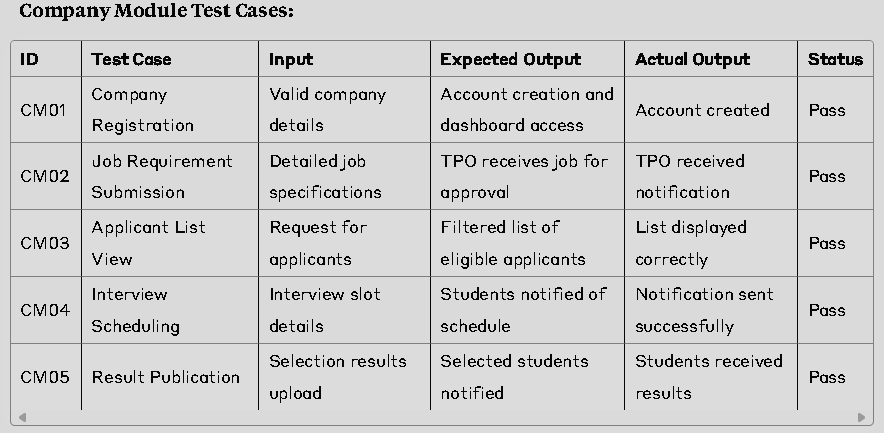 Company Module Test Cases:
ID Test Case Input Expected Output Actual Output Status
CM01 Company Registration Valid company details Account creation and dashboard access Account created Pass
CM02 Job Requirement Submission Detailed job specifications TPO receives job for approval TPO received notification Pass
CM03 Applicant List View Request for applicants Filtered list of eligible applicants List displayed correctly Pass
CM04 Interview Scheduling Interview slot details Students notified of schedule Notification sent successfully Pass
CM05 Result Publication Selection results upload Selected students notified Students received results Pass